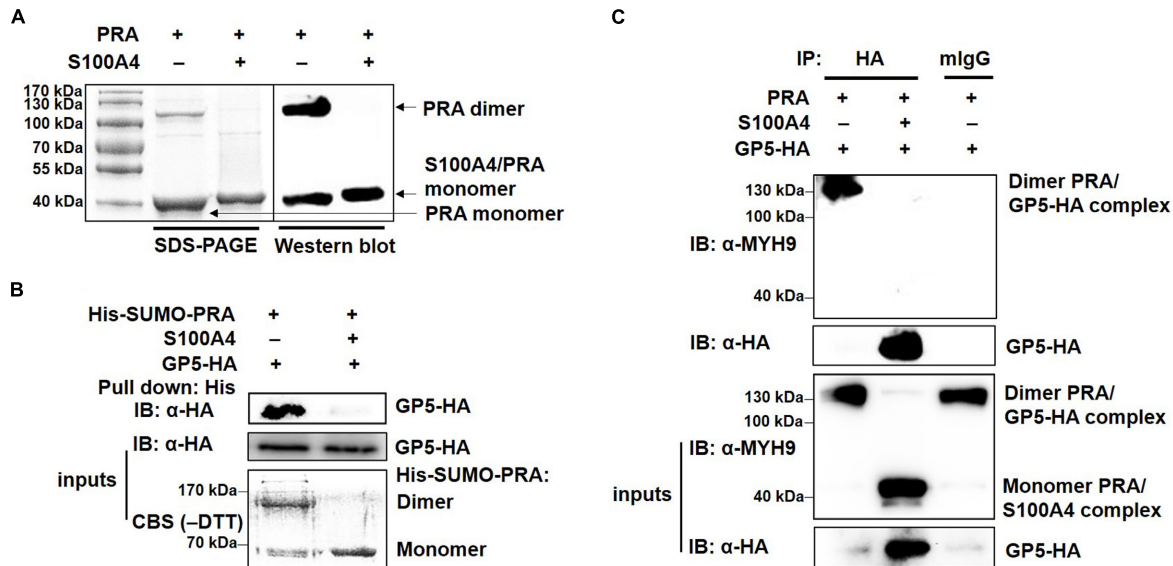 A
PRA + + + +
S100A4 – + – +
170 kDa
130 kDa
100 kDa
70 kDa
55 kDa
40 kDa
PRA dimer
S100A4/PRA
monomer
PRA monomer
SDS-PAGE Western blot
B
His-SUMO-PRA + +
S100A4 – +
GP5-HA + +
Pull down: His
IB: α-HA GP5-HA
IB: α-HA GP5-HA
inputs
His-SUMO-PRA:
170 kDa
Dimer
CBS (–DTT)
70 kDa
Monomer
C
IP: HA mIgG
PRA + + +
S100A4 – + –
GP5-HA + + +
130 kDa
Dimer PRA/
GP5-HA complex
100 kDa
IB: α-MYH9
40 kDa
IB: α-HA GP5-HA
130 kDa
Dimer PRA/
GP5-HA complex
100 kDa
IB: α-MYH9
inputs
40 kDa
Monomer PRA/
S100A4 complex
IB: α-HA GP5-HA